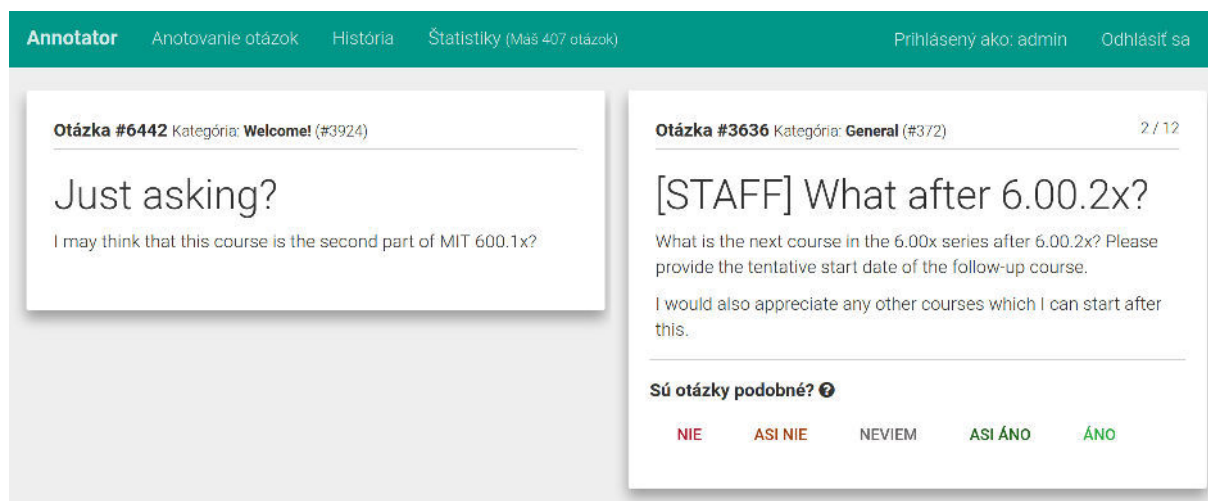 Annotator Anotovanie otázok História Štatistiky (Máš 407 otázok) Prihlásený ako: admin Odhlásiť sa
Otázka #6442 Kategória: Welcome! (#3924)
Just asking?
I may think that this course is the second part of MIT 600.1x?
Otázka #3636 Kategória: General (#372) 2 / 12
[STAFF] What after 6.00.2x?
What is the next course in the 6.00x series after 6.00.2x? Please
provide the tentative start date of the follow-up course.
I would also appreciate any other courses which I can start after
this.
Sú otázky podobné?
NIE ASI NIE NEVIEM ASI ÁNO ÁNO